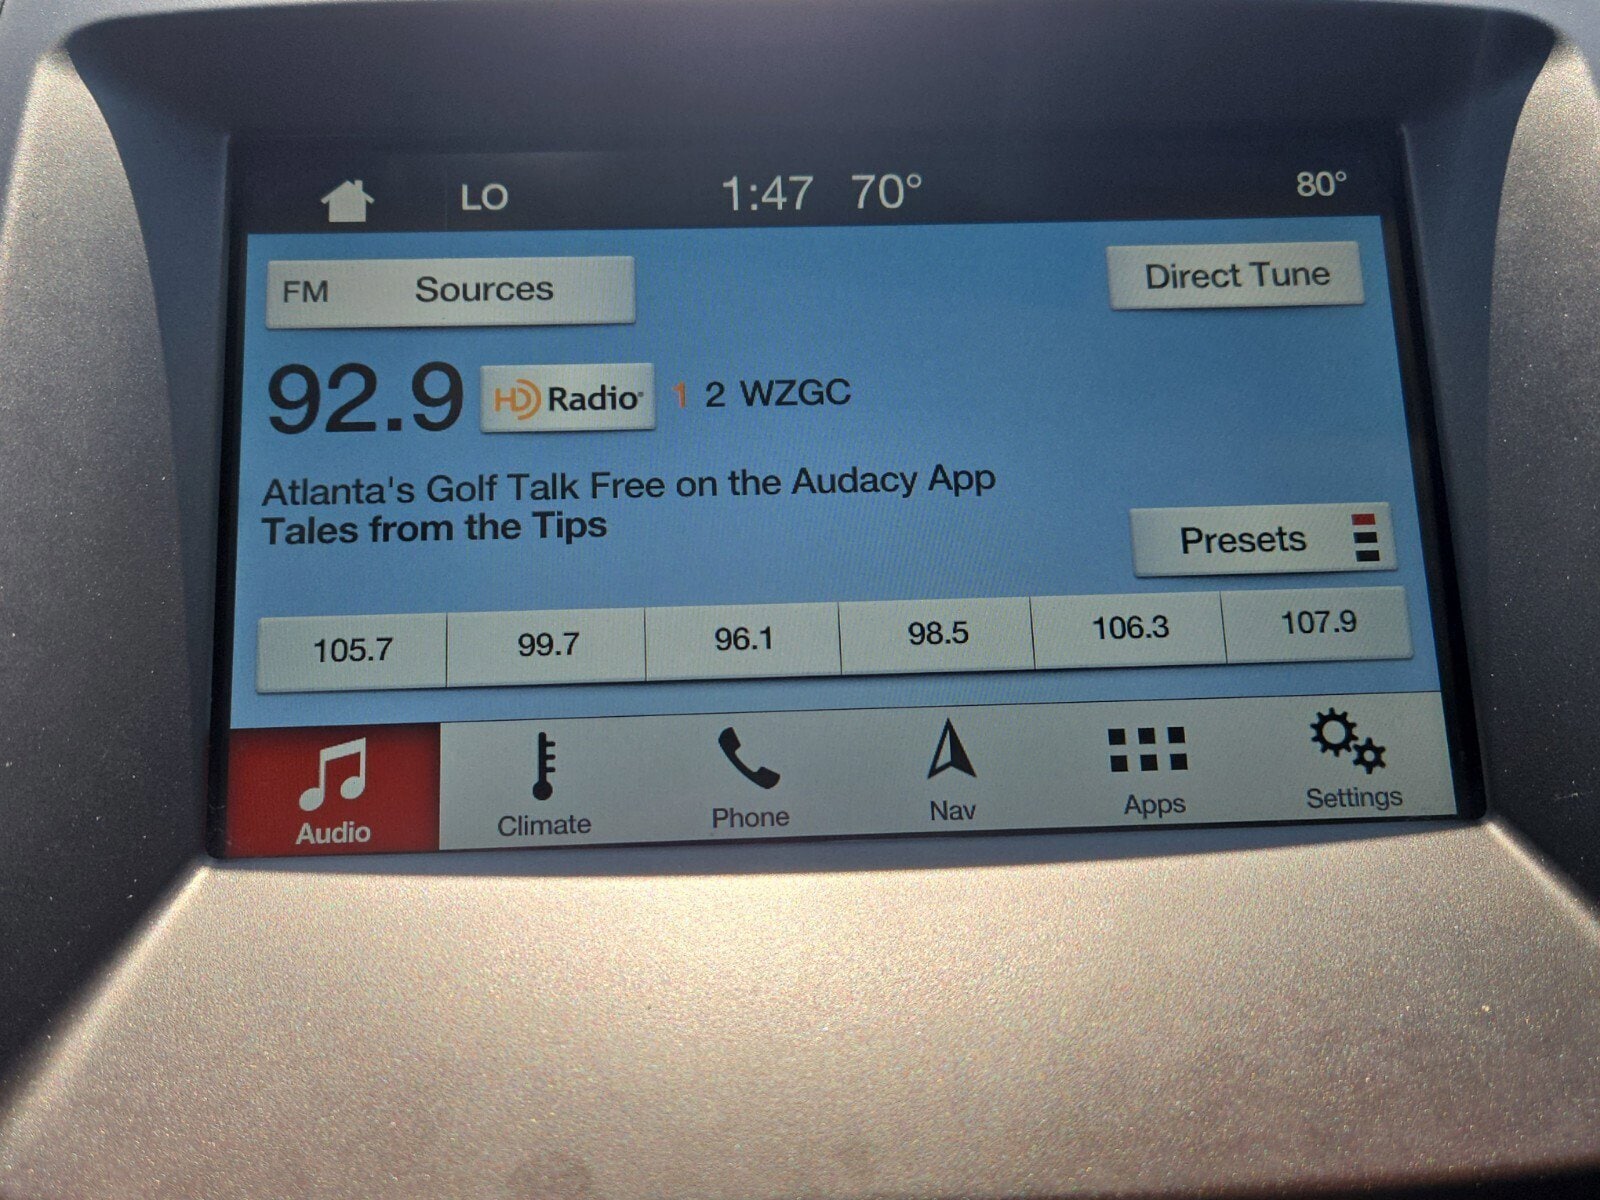 LO 1:47 70° 80°
FM Sources Direct Tune
92.9 HD Radio 1 2 WZGC
Atlanta's Golf Talk Free on the Audacy App
Tales from the Tips
Presets
105.7 99.7 96.1 98.5 106.3 107.9
Audio Climate Phone Nav Apps Settings